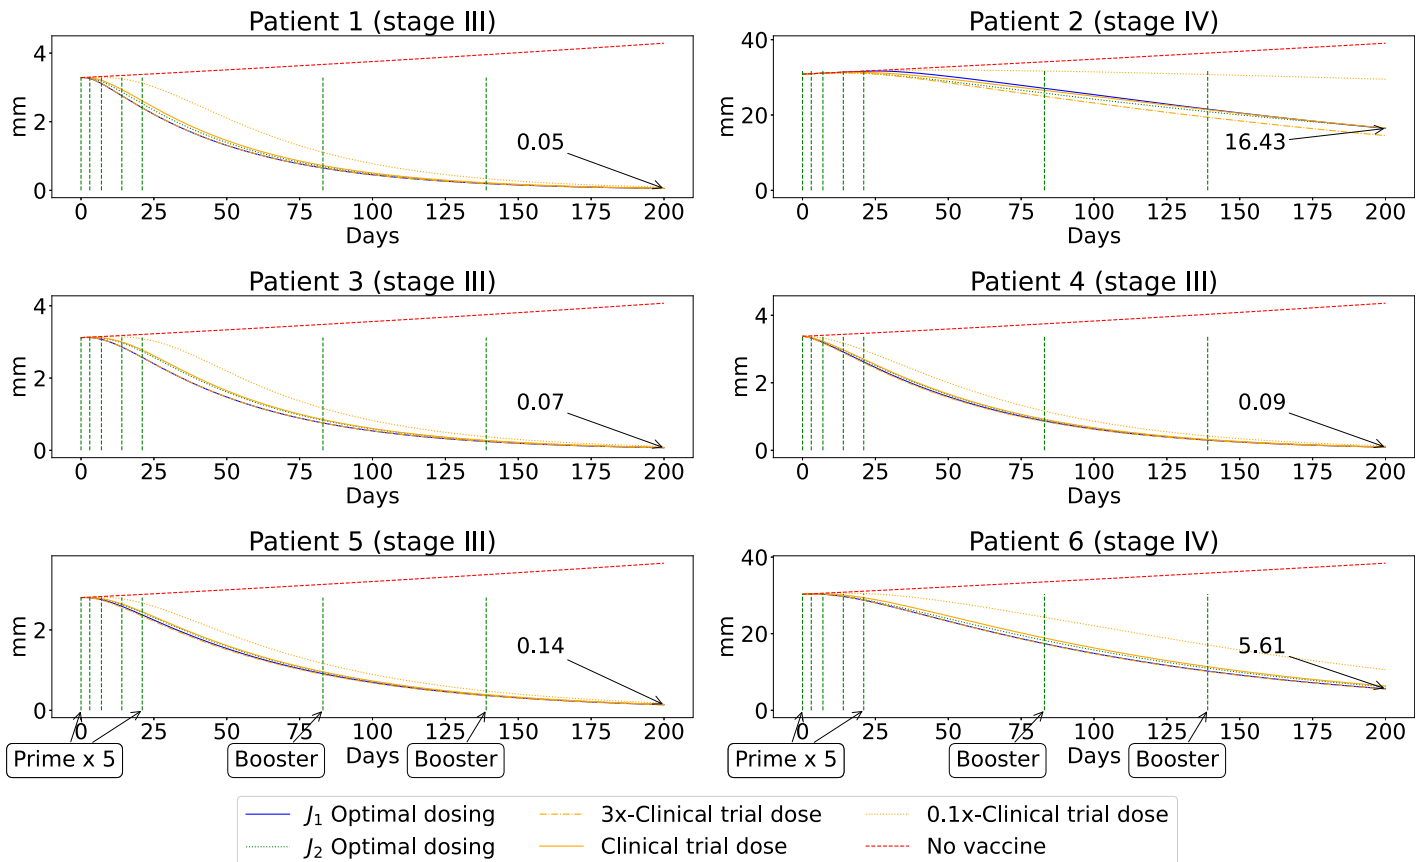 Patient 1 (stage III)
4
2
0
mm
0.05
0 25 50 75 100 125 150 175 200
Days
Patient 2 (stage IV)
40
20
0
mm
16.43
0 25 50 75 100 125 150 175 200
Days
Patient 3 (stage III)
4
2
0
mm
0.07
0 25 50 75 100 125 150 175 200
Days
Patient 4 (stage III)
4
2
0
mm
0.09
0 25 50 75 100 125 150 175 200
Days
Patient 5 (stage III)
2
0
mm
0.14
0 25 50 75 100 125 150 175 200
Days
Prime x 5
Booster
Booster
Patient 6 (stage IV)
40
20
0
mm
5.61
0 25 50 75 100 125 150 175 200
Days
Prime x 5
Booster
Booster
J₁ Optimal dosing
J₂ Optimal dosing
3x-Clinical trial dose
Clinical trial dose
0.1x-Clinical trial dose
No vaccine